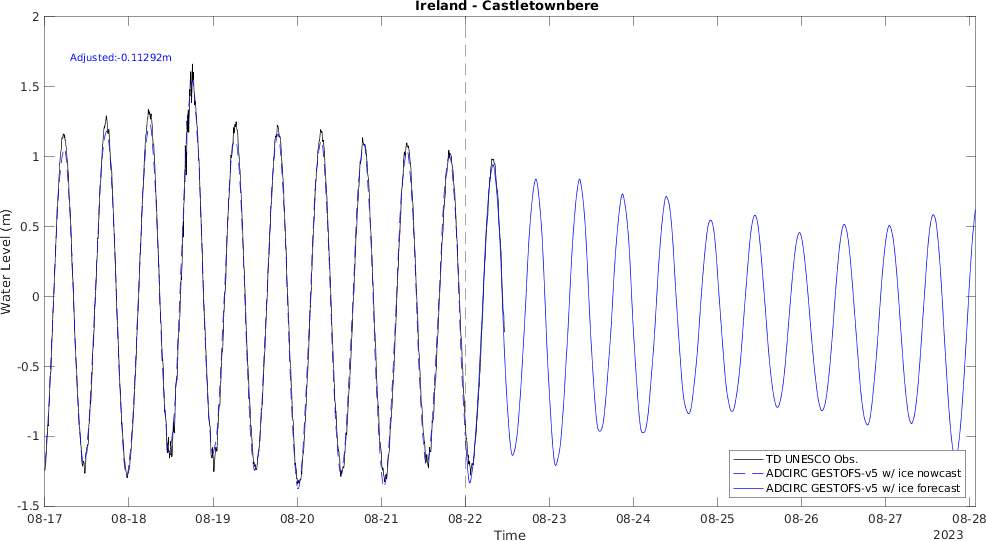 Ireland - Castletownbere
Adjusted:-0.11292m
2
1.5
1
0.5
0
-0.5
-1
-1.5
Water Level (m)
TD UNESCO Obs.
ADCIRC GESTOFS-v5 w/ ice nowcast
ADCIRC GESTOFS-v5 w/ ice forecast
08-17 08-18 08-19 08-20 08-21 08-22 08-23 08-24 08-25 08-26 08-27 08-28
Time
2023